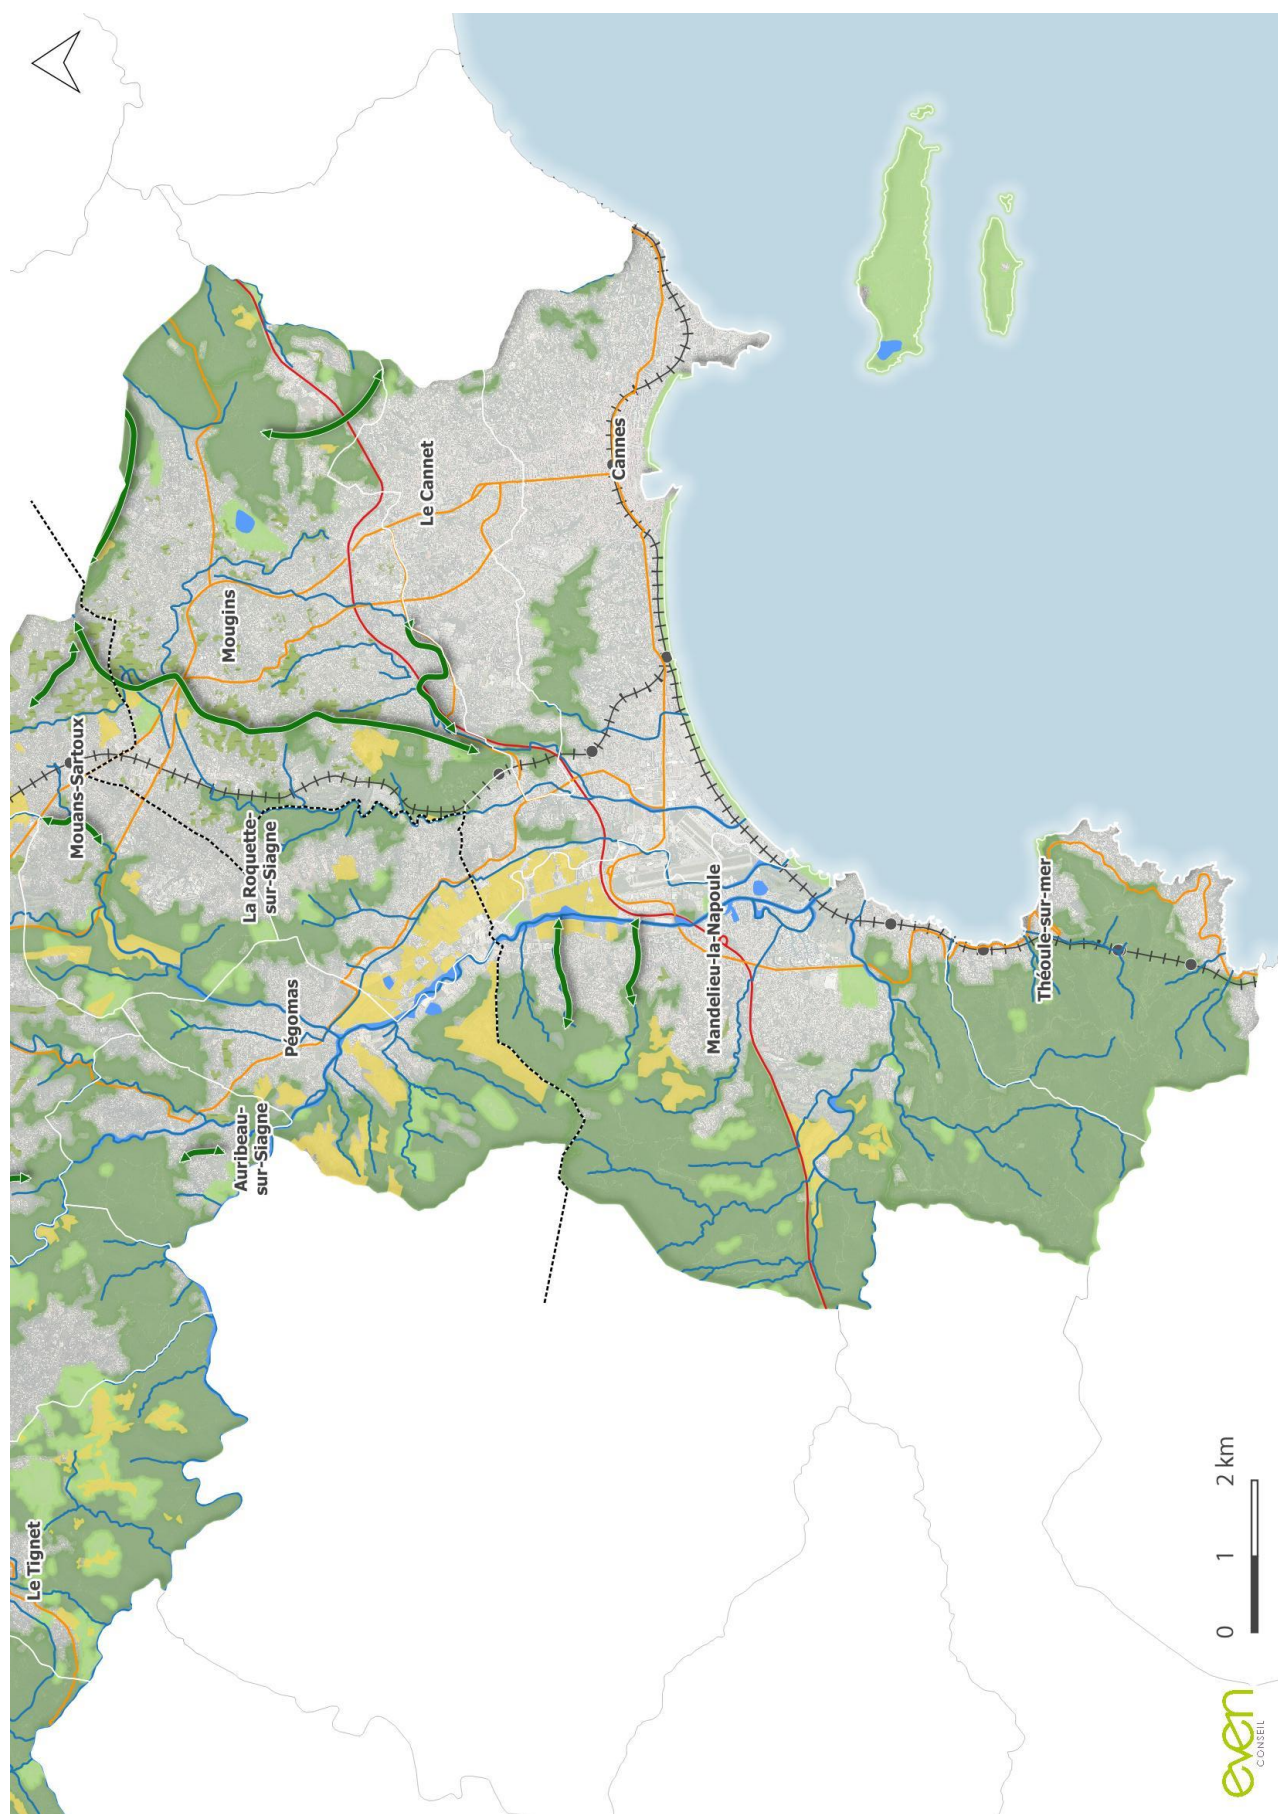 Le Tignet
Auribeau-
sur-Siagne
Pégomas
La Roquette-
sur-Siagne
Mouans-Sartoux
Mougins
Le Cannet
Cannes
Mandelieu-la-Napoule
Théoule-sur-mer
0 1 2 km
even
CONSEIL